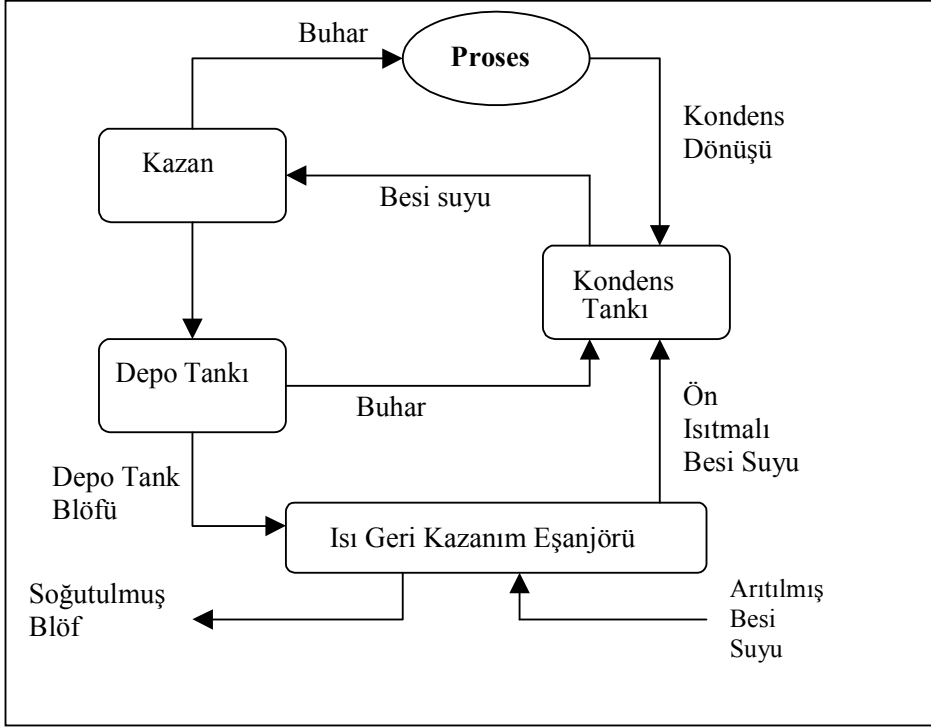 Buhar
Proses
Kondens
Dönüşü
Kazan
Besi suyu
Kondens
Tankı
Depo Tankı
Buhar
Ön
Isıtmalı
Besi Suyu
Depo Tank
Blöfü
Isı Geri Kazanım Eşanjörü
Soğutulmuş
Blöf
Arıtılmış
Besi
Suyu